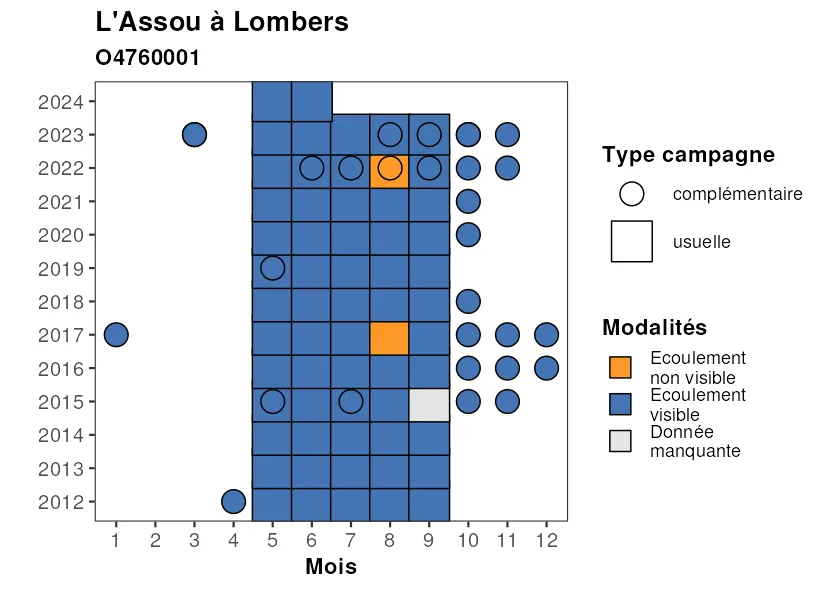 L'Assou à Lombers
O4760001
2024
2023
2022
2021
2020
2019
2018
2017
2016
2015
2014
2013
2012
1 2 3 4 5 6 7 8 9 10 11 12
Mois
Type campagne
complémentaire
usuelle
Modalités
Ecoulement
non visible
Ecoulement
visible
Donnée
manquante